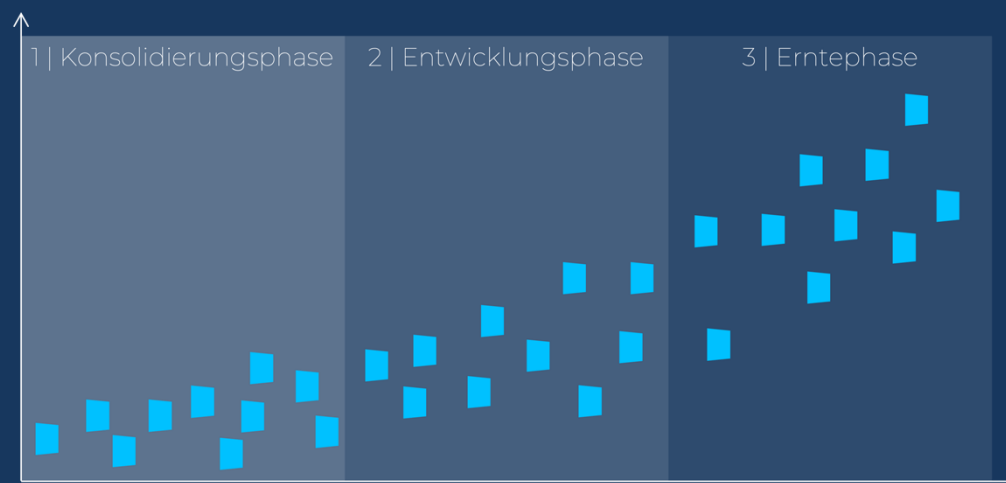 1 | Konsolidierungsphase
2 | Entwicklungsphase
3 | Erntephase